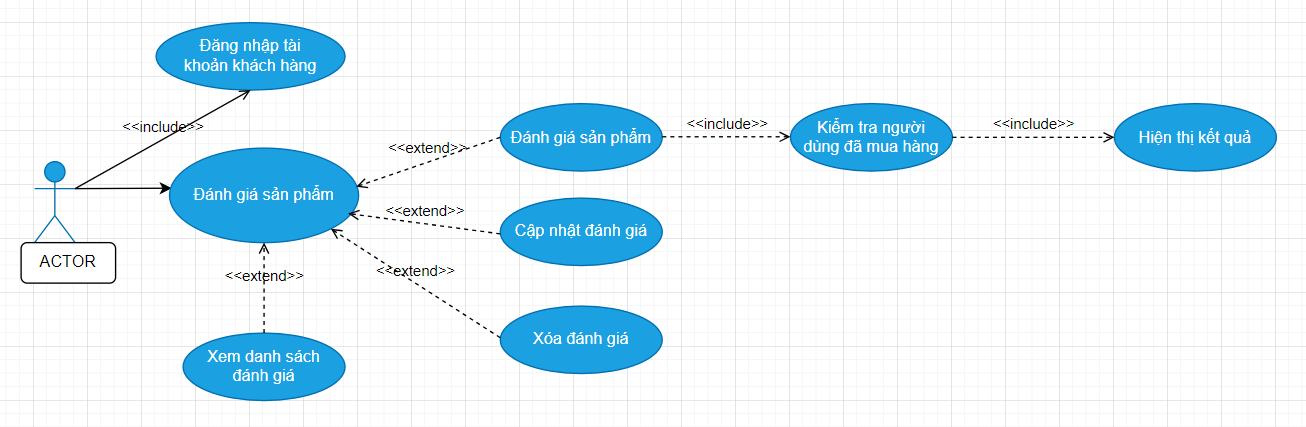 Đăng nhập tài
khoản khách hàng
<<include>>
ACTOR
Đánh giá sản phẩm
<<extend>>
Đánh giá sản phẩm
<<include>>
Kiểm tra người
dùng đã mua hàng
<<include>>
Hiện thị kết quả
<<extend>>
Cập nhật đánh giá
<<extend>>
Xóa đánh giá
<<extend>>
Xem danh sách
đánh giá